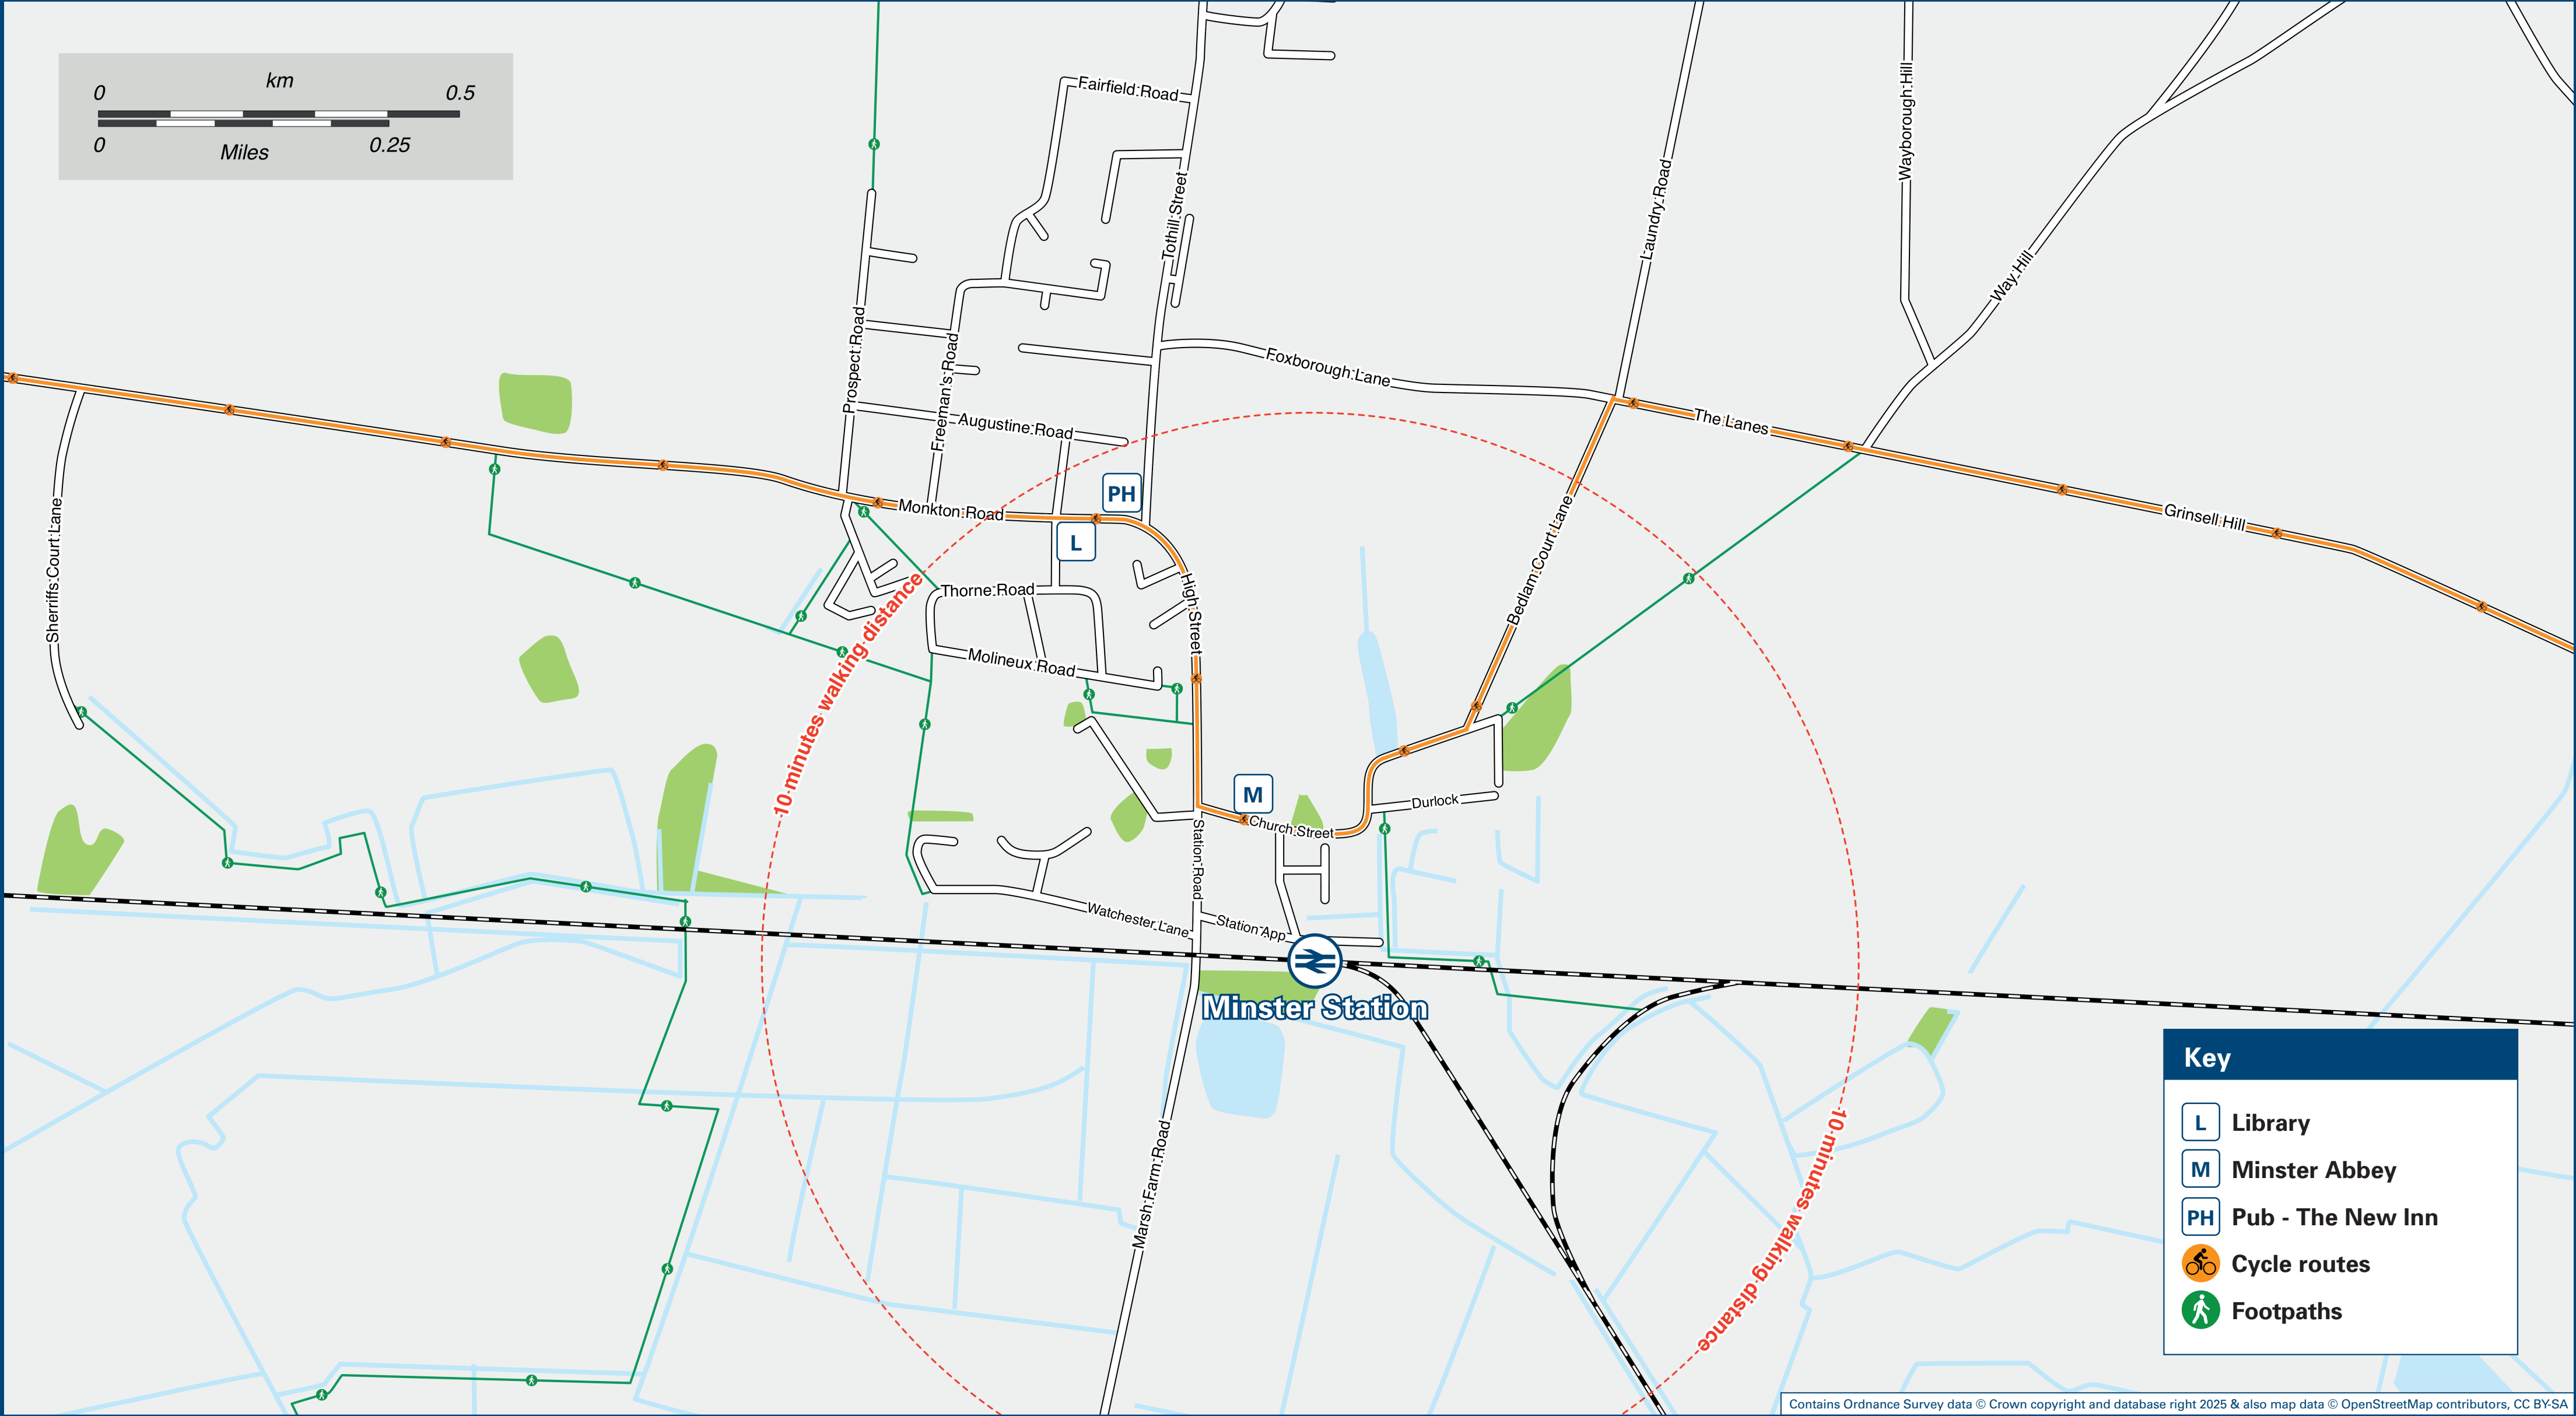 km
0 0.5
0 0.25
Miles
Fairfield Road
Tothill Street
Laundry Road
Wayborough Hill
Way Hill
Prospect Road
Freeman's Road
Foxborough Lane
Augustine Road
The Lanes
Grinsell Hill
PH
Monkton Road
L
Sherriffs Court Lane
Bedlam Court Lane
Thorne Road
High Street
Molineux Road
10 minutes walking distance
M
Church Street
Durlock
Station Road
Watchester Lane
Station App
Minster Station
Marsh Farm Road
10 minutes walking distance
Key
L Library
M Minster Abbey
PH Pub - The New Inn
Cycle routes
Footpaths
Contains Ordnance Survey data © Crown copyright and database right 2025 & also map data © OpenStreetMap contributors, CC BY-SA